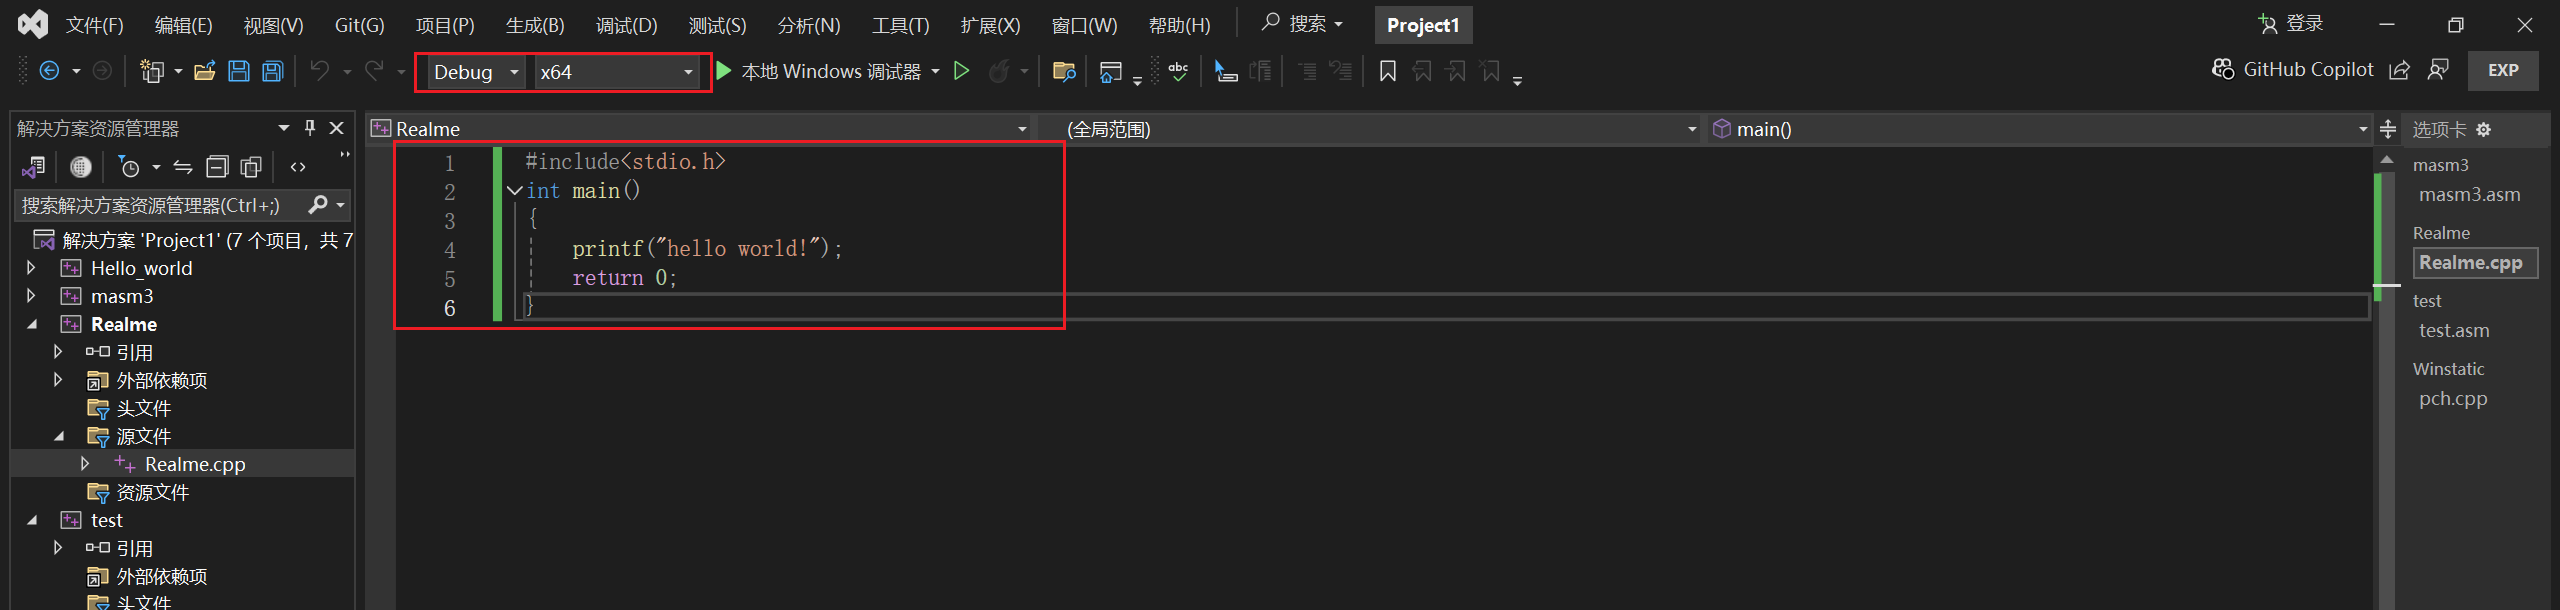 文件(F) 编辑(E) 视图(V) Git(G) 项目(P) 生成(B) 调试(D) 测试(S) 分析(N) 工具(T) 扩展(X) 窗口(W) 帮助(H) 搜索 Project1 登录
Debug x64 本地 Windows 调试器 abc GitHub Copilot EXP
解决方案资源管理器
搜索解决方案资源管理器(Ctrl+;)
解决方案 'Project1' (7 个项目，共 7
Hello_world
masm3
Realme
引用
外部依赖项
头文件
源文件
Realme.cpp
资源文件
test
引用
外部依赖项
头文件
Realme (全局范围) main()
1 #include<stdio.h>
2 int main()
3 {
4 printf("hello world!");
5 return 0;
6 }
选项卡
masm3
masm3.asm
Realme
Realme.cpp
test
test.asm
Winstatic
pch.cpp